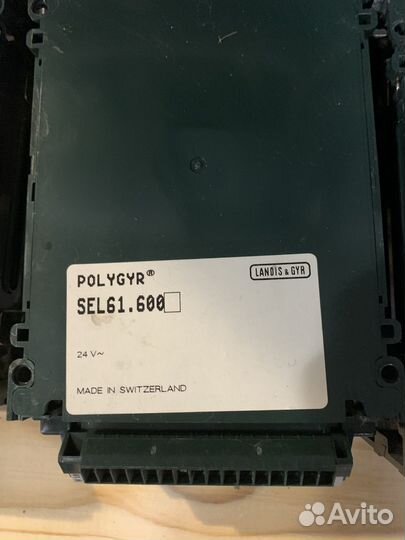 POLYGYR®
LANDIS & GYR
SEL61.600
24 V~
MADE IN SWITZERLAND
Avito